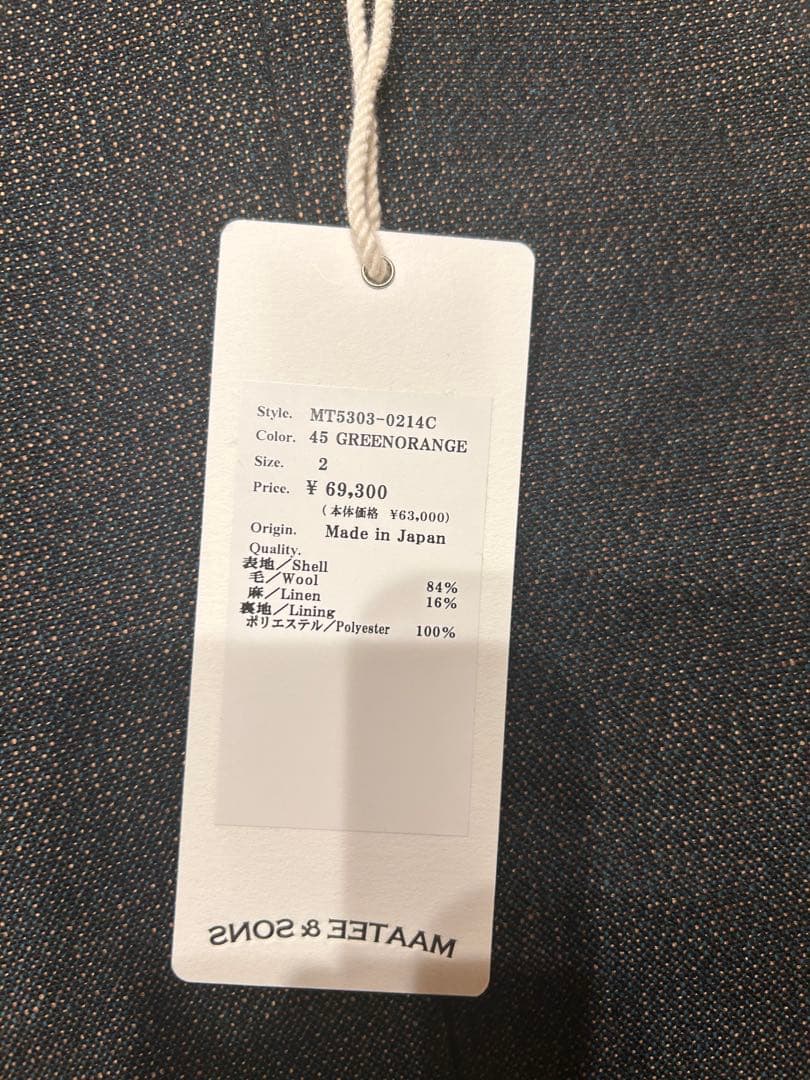 Style. MT5303-0214C
Color. 45 GREENORANGE
Size. 2
Price. ¥ 69,300
(本体価格 ¥63,000)
Origin. Made in Japan
Quality.
表地/Shell
毛/Wool 84%
麻/Linen 16%
裏地/Lining
ポリエステル/Polyester 100%
MAATEE & SONS